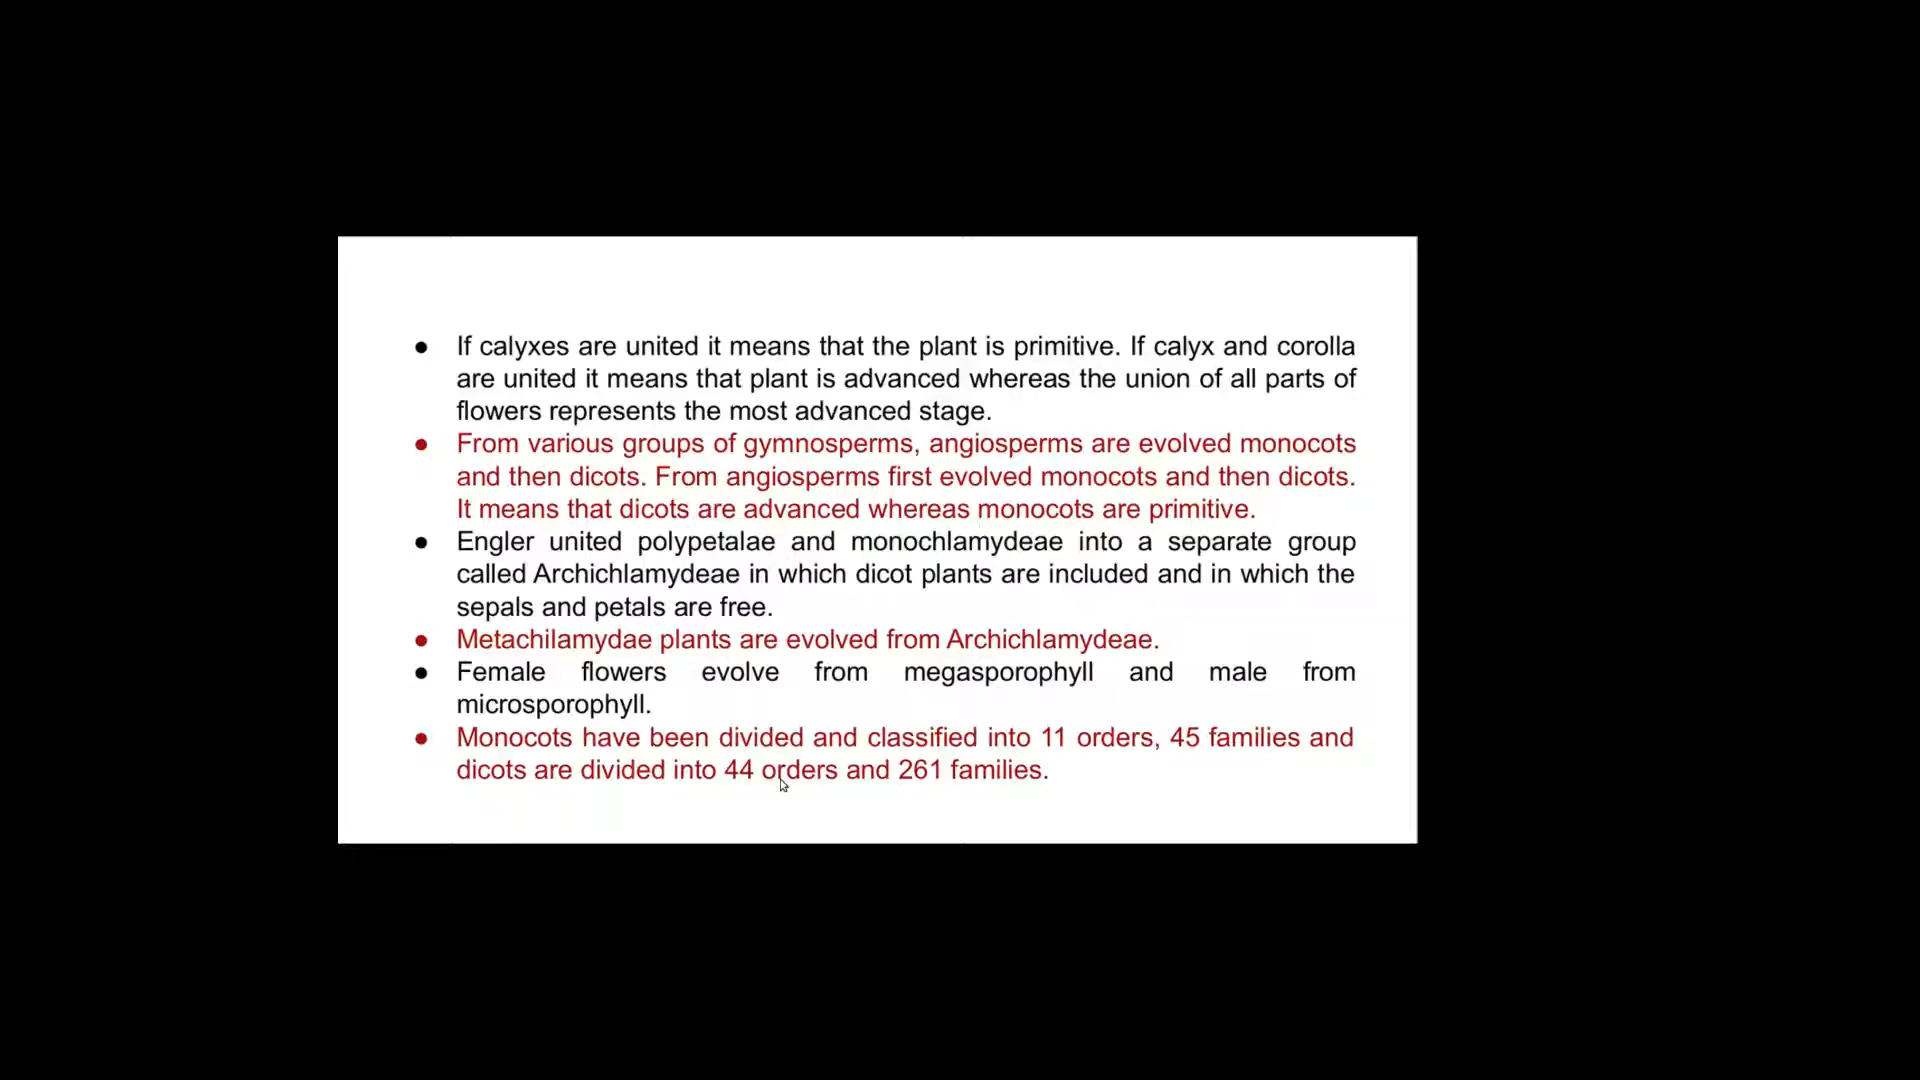 ● If calyxes are united it means that the plant is primitive. If calyx and corolla
are united it means that plant is advanced whereas the union of all parts of
flowers represents the most advanced stage.
● From various groups of gymnosperms, angiosperms are evolved monocots
and then dicots. From angiosperms first evolved monocots and then dicots.
It means that dicots are advanced whereas monocots are primitive.
● Engler united polypetalae and monochlamydeae into a separate group
called Archichlamydeae in which dicot plants are included and in which the
sepals and petals are free.
● Metachilamydae plants are evolved from Archichlamydeae.
● Female flowers evolve from megasporophyll and male from
microsporophyll.
● Monocots have been divided and classified into 11 orders, 45 families and
dicots are divided into 44 orders and 261 families.